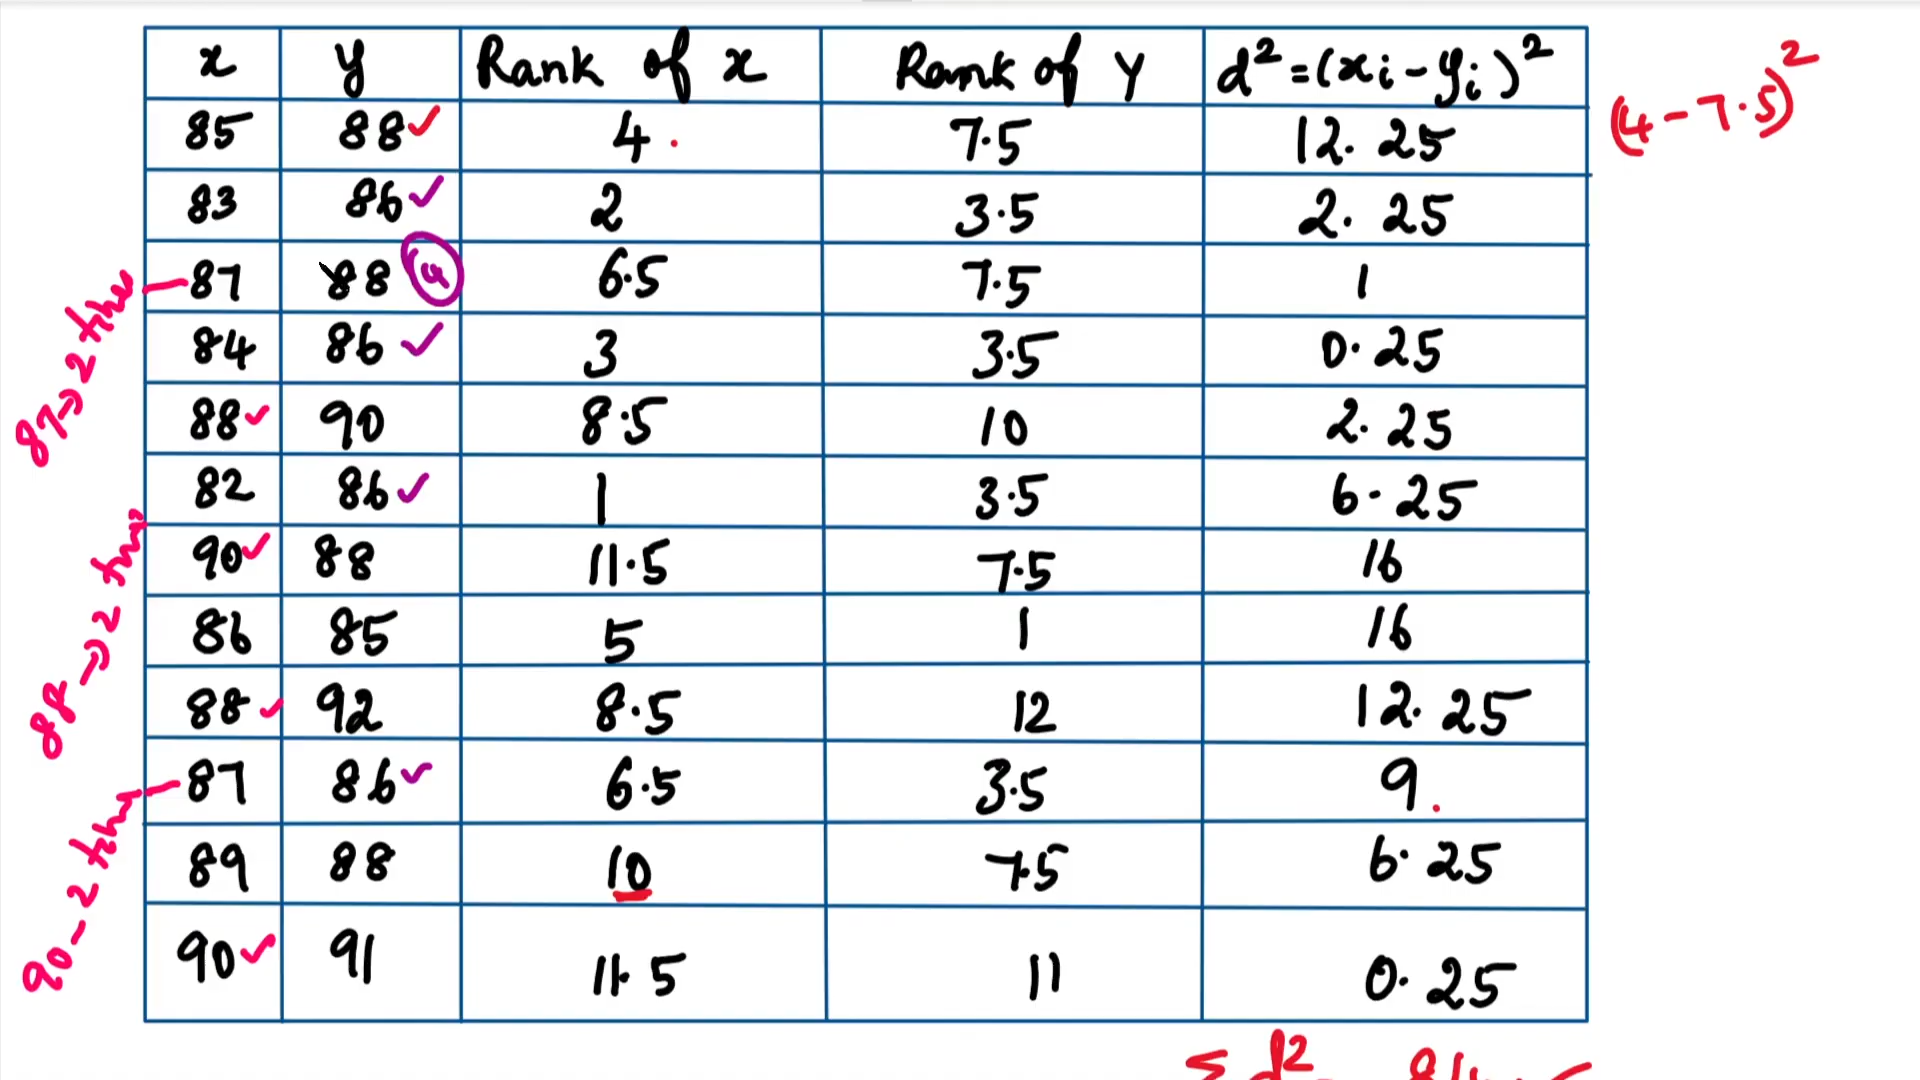 x y Rank of x Rank of Y d²=(xi-yi)²
85 88✓ 4 . 7.5 12.25 (4-7.5)²
83 86✓ 2 3.5 2.25
87 88 4 6.5 7.5 1
84 86✓ 3 3.5 0.25
88✓ 90 8.5 10 2.25
82 86✓ 1 3.5 6.25
90✓ 88 11.5 7.5 16
86 85 5 1 16
88✓ 92 8.5 12 12.25
87 86✓ 6.5 3.5 9.
89 88 10 7.5 6.25
90✓ 91 11.5 11 0.25
87→2 times
88→2 times
90-2 times
Σd²